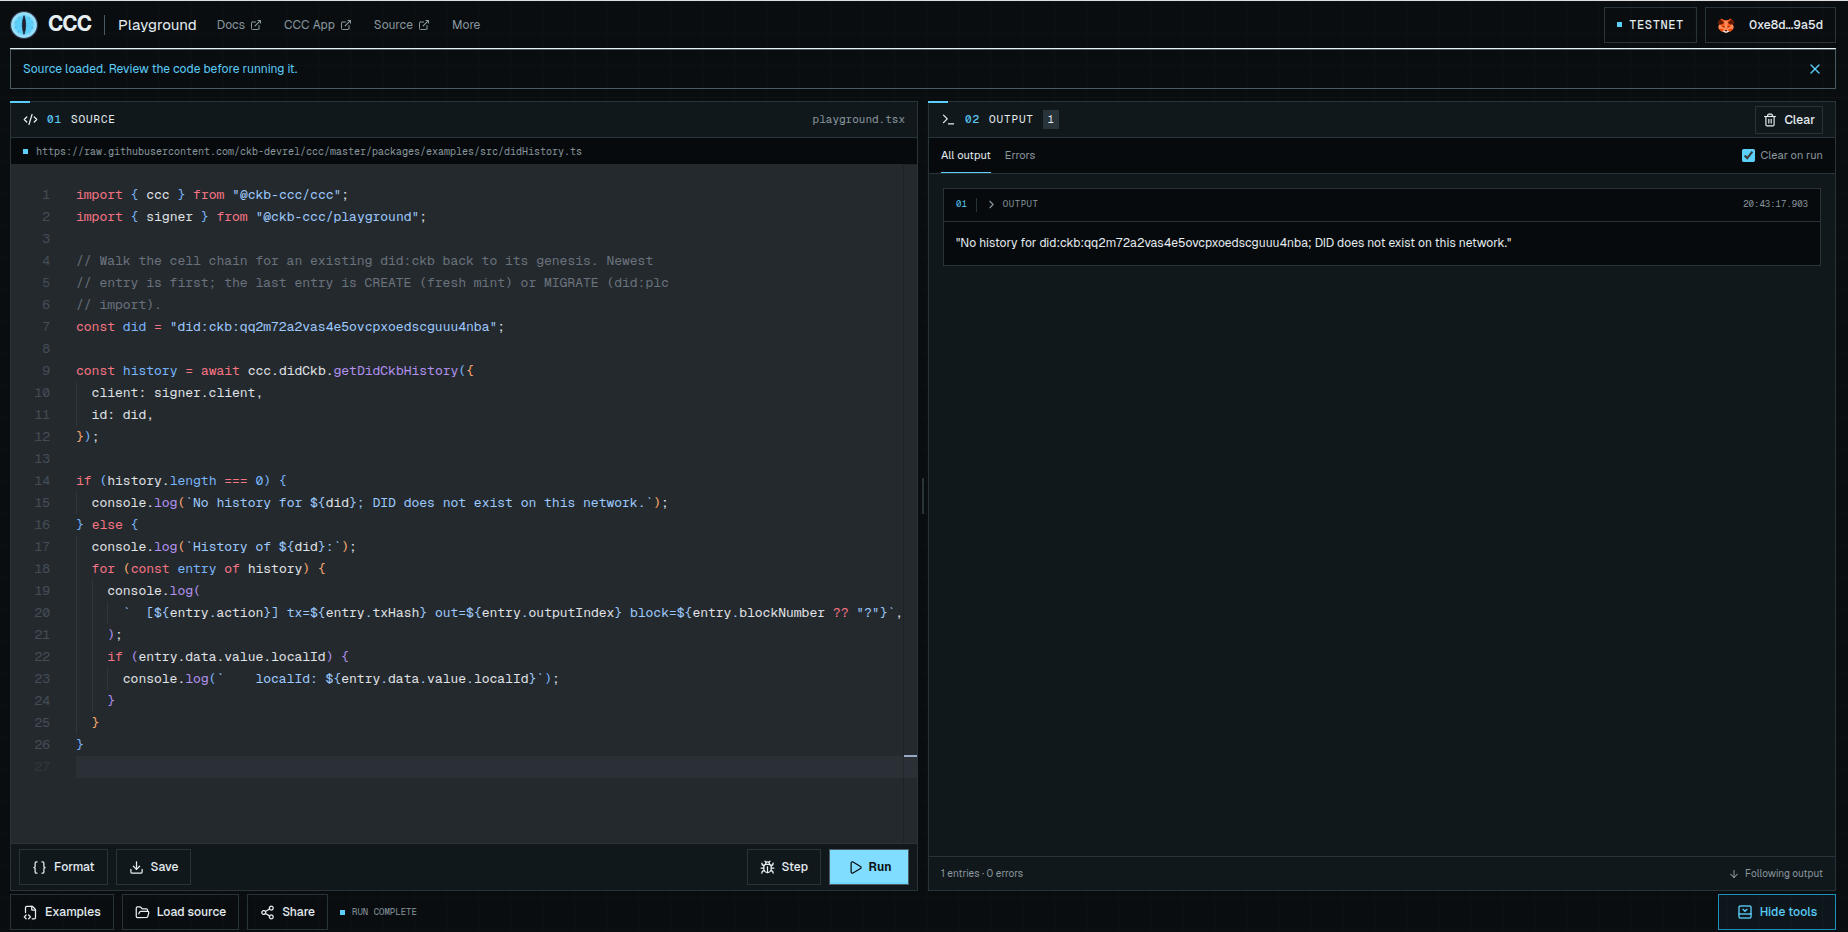 CCC Playground Docs CCC App Source More TESTNET 0xe8d...9a5d
Source loaded. Review the code before running it.
01 SOURCE playground.tsx
https://raw.githubusercontent.com/ckb-devrel/ccc/master/packages/examples/src/didHistory.ts
1 import { ccc } from "@ckb-ccc/ccc";
2 import { signer } from "@ckb-ccc/playground";
3
4 // Walk the cell chain for an existing did:ckb back to its genesis. Newest
5 // entry is first; the last entry is CREATE (fresh mint) or MIGRATE (did:plc
6 // import).
7 const did = "did:ckb:qq2m72a2vas4e5ovcpxoedscguuu4nba";
8
9 const history = await ccc.didCkb.getDidCkbHistory({
10   client: signer.client,
11   id: did,
12 });
13
14 if (history.length === 0) {
15   console.log(`No history for ${did}; DID does not exist on this network.`);
16 } else {
17   console.log(`History of ${did}:`);
18   for (const entry of history) {
19     console.log(
20       `  [${entry.action}] tx=${entry.txHash} out=${entry.outputIndex} block=${entry.blockNumber ?? "?"}`,
21     );
22     if (entry.data.value.localId) {
23       console.log(`    localId: ${entry.data.value.localId}`);
24     }
25   }
26 }
27
Format Save Step Run
02 OUTPUT 1 Clear
All output Errors Clear on run
01 OUTPUT 20:43:17.903
"No history for did:ckb:qq2m72a2vas4e5ovcpxoedscguuu4nba; DID does not exist on this network."
1 entries · 0 errors Following output
Examples Load source Share RUN COMPLETE Hide tools